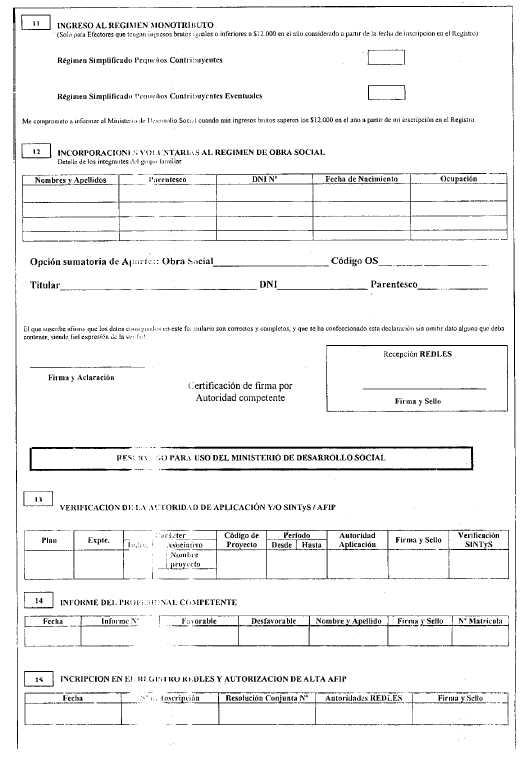 11 INGRESO AL REGIMEN MONOTRIBUTO
(Solo para Efectores que tengan ingresos brutos iguales o inferiores a $12.000 en el año considerado a partir de la fecha de inscripcion en el Registro)
Régimen Simplificado Pequeños Contribuyentes
Régimen Simplificado Pequeños Contribuyentes Eventuales
Me comprometo a informar al Ministerio de Desarrollo Social cuando mis ingresos brutos superen los $12.000 en el año a partir de mi inscripción en el Registro
12 INCORPORACIONES VOLUNTARIAS AL REGIMEN DE OBRA SOCIAL
Detalle de los integrantes del grupo familiar
Nombres y Apellidos Parentesco DNI Nº Fecha de Nacimiento Ocupación
Opción sumatoria de Aportes: Obra Social Código OS
Titular DNI Parentesco
El que suscribe afirma que los datos consignados en este formulario son correctos y completos, y que se ha confeccionado esta declaración sin omitir dato alguno que deba
contener, siendo fiel expresión de la verdad
Recepción REDLES
Firma y Aclaración
Certificación de firma por
Autoridad competente
Firma y Sello
RESERVADO PARA USO DEL MINISTERIO DE DESARROLLO SOCIAL
13 VERIFICACION DE LA AUTORIDAD DE APLICACIÓN Y/O SINTyS / AFIP
Plan Expte. Carácter Código de Proyecto Período Autoridad Aplicación Firma y Sello Verificación SINTyS
Asociativo Desde Hasta
Nombre
proyecto
14 INFORME DEL PROFESIONAL COMPETENTE
Fecha Informe Nº Favorable Desfavorable Nombre y Apellido Firma y Sello Nº Matrícula
15 INCRIPCION EN EL REGISTRO REDLES Y AUTORIZACION DE ALTA AFIP
Fecha Nº de Inscripción Resolución Conjunta Nº Autoridades REDLES Firma y Sello